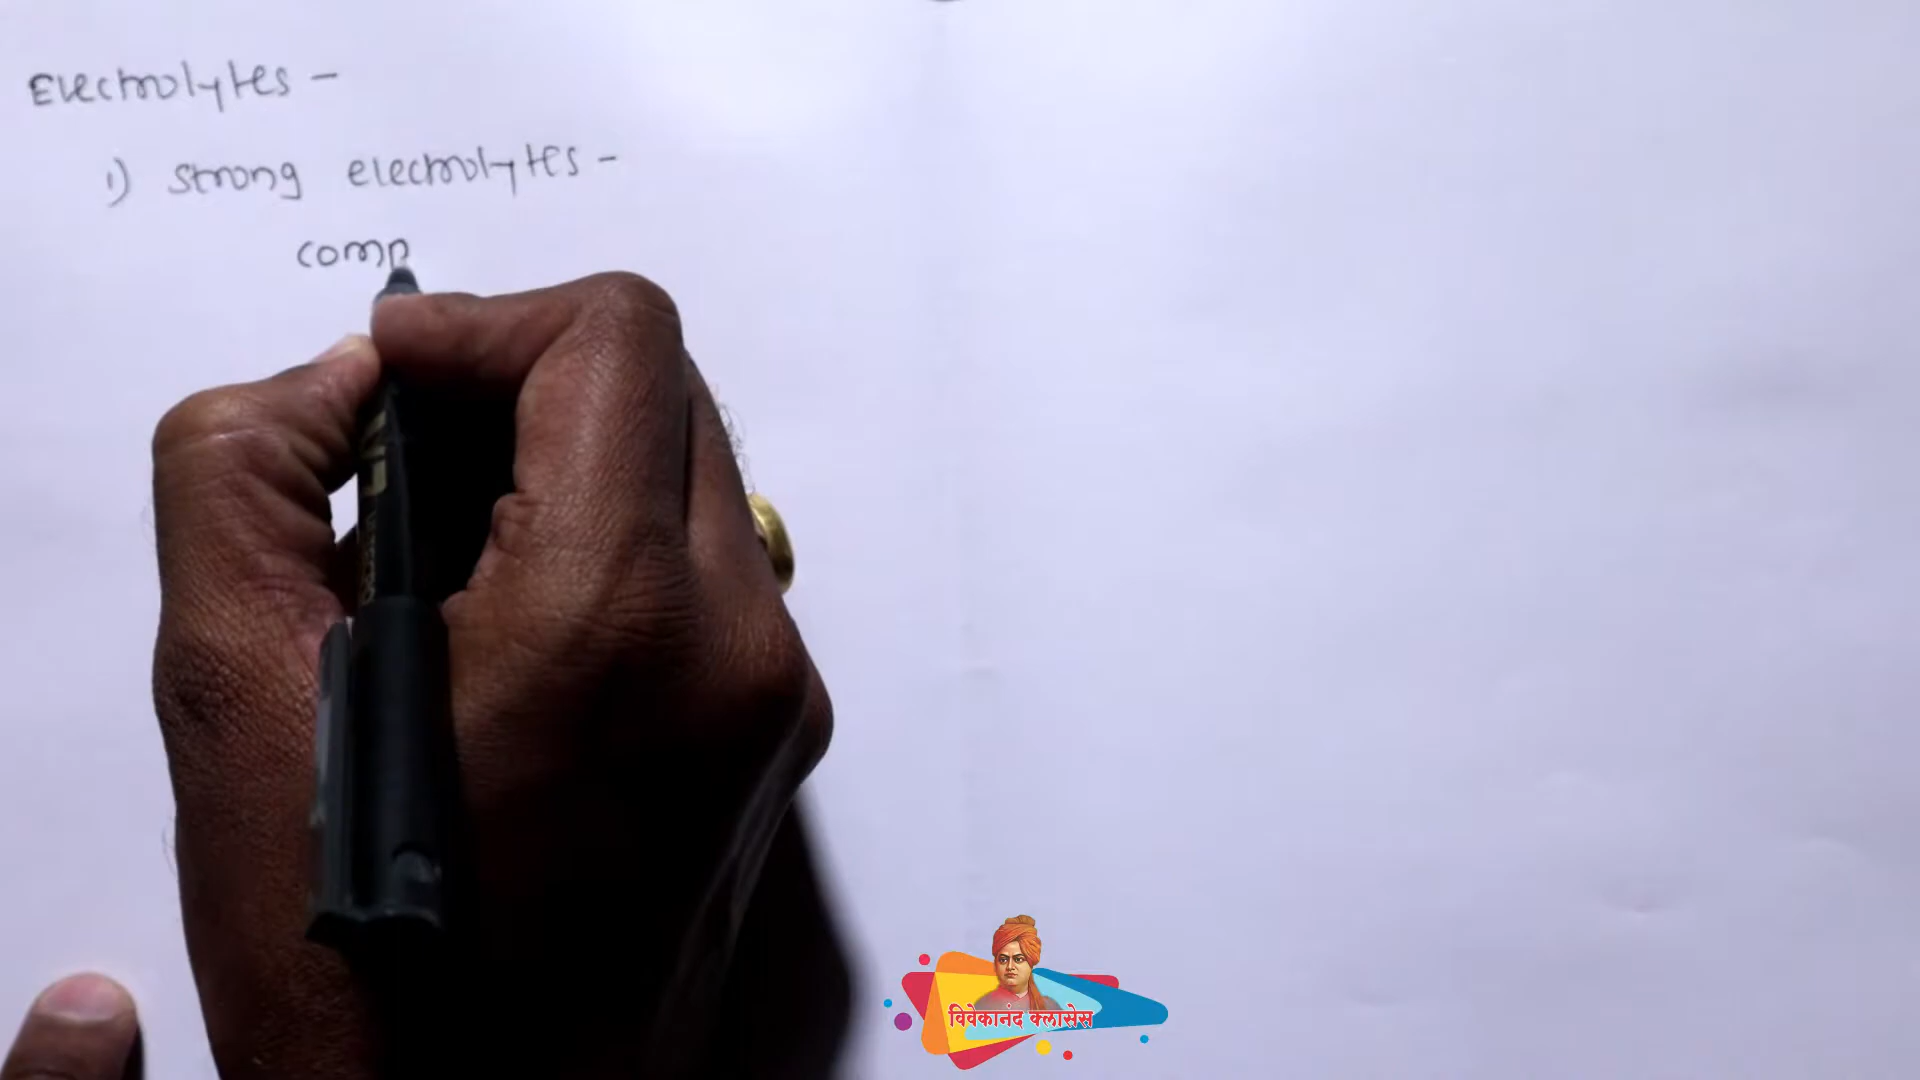 Electrolytes -
1) strong electrolytes -
comp
विवेकानंद क्लासेस